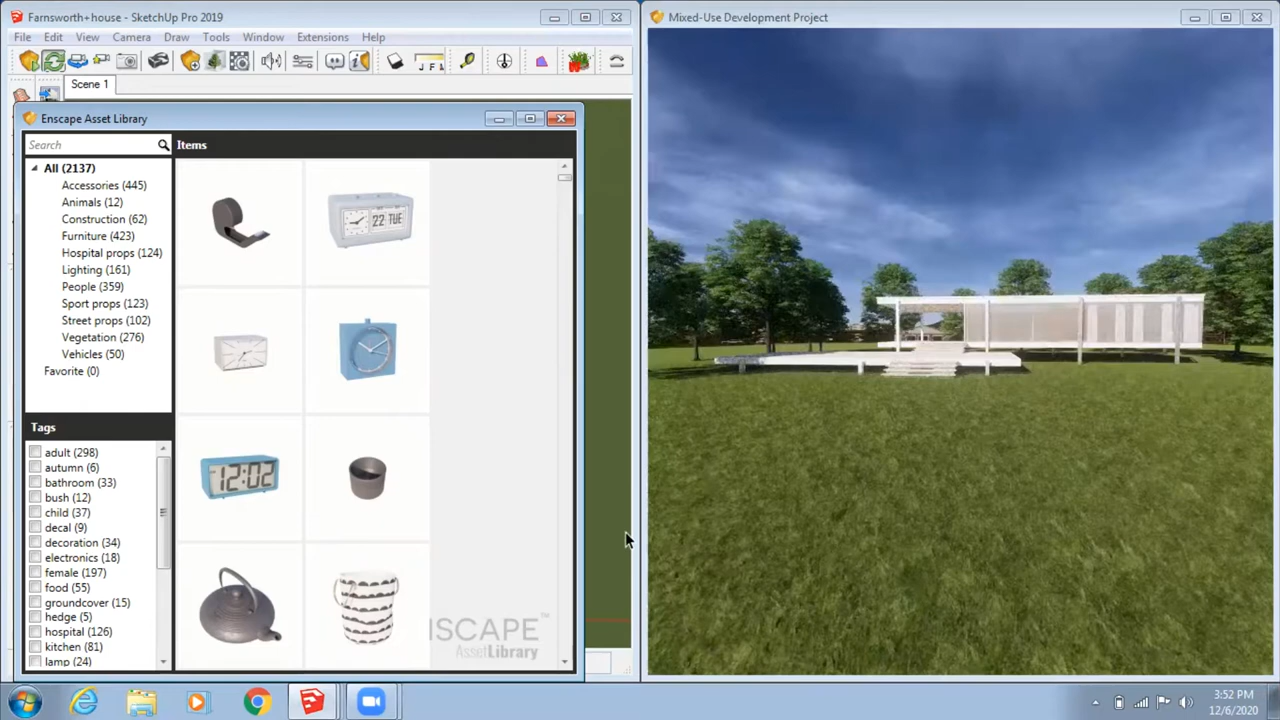 Farnsworth+house - SketchUp Pro 2019
File Edit View Camera Draw Tools Window Extensions Help
Scene 1
Enscape Asset Library
Search
Items
All (2137)
Accessories (445)
Animals (12)
Construction (62)
Furniture (423)
Hospital props (124)
Lighting (161)
People (359)
Sport props (123)
Street props (102)
Vegetation (276)
Vehicles (50)
Favorite (0)
Tags
adult (298)
autumn (6)
bathroom (33)
bush (12)
child (37)
decal (9)
decoration (34)
electronics (18)
female (197)
food (55)
groundcover (15)
hedge (5)
hospital (126)
kitchen (81)
lamp (24)
22 TUE
12:02
NSCAPE™
AssetLibrary
Mixed-Use Development Project
3:52 PM
12/6/2020